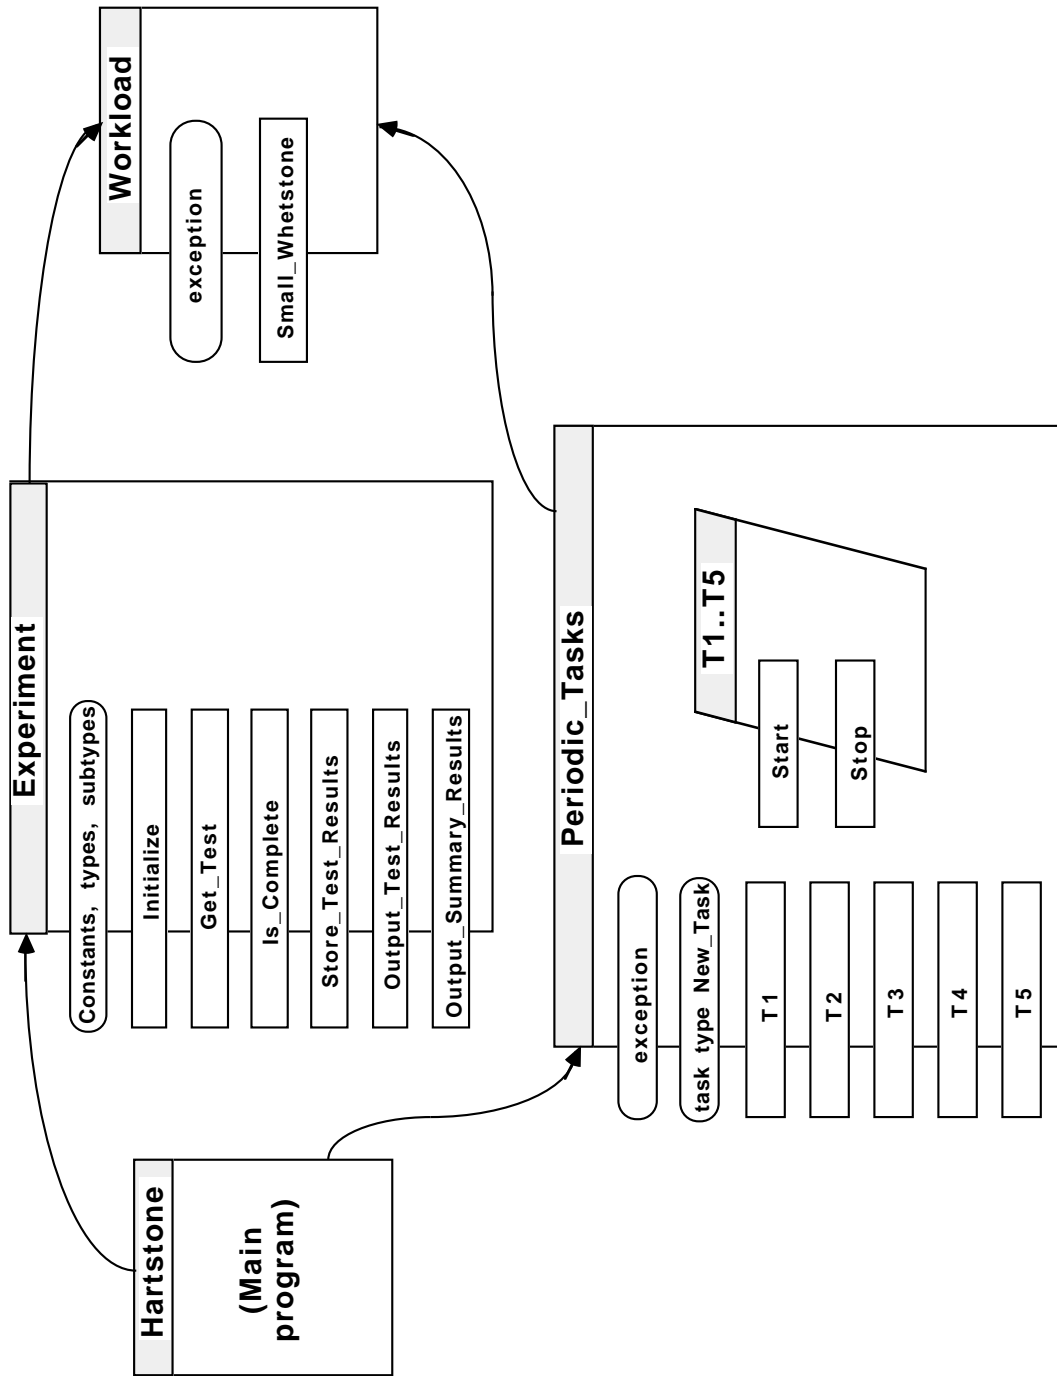 Hartstone
(Main
program)
Experiment
Constants, types, subtypes
Initialize
Get_Test
Is_Complete
Store_Test_Results
Output_Test_Results
Output_Summary_Results
Workload
exception
Small_Whetstone
Periodic_Tasks
exception
task type New_Task
T1
T2
T3
T4
T5
T1..T5
Start
Stop